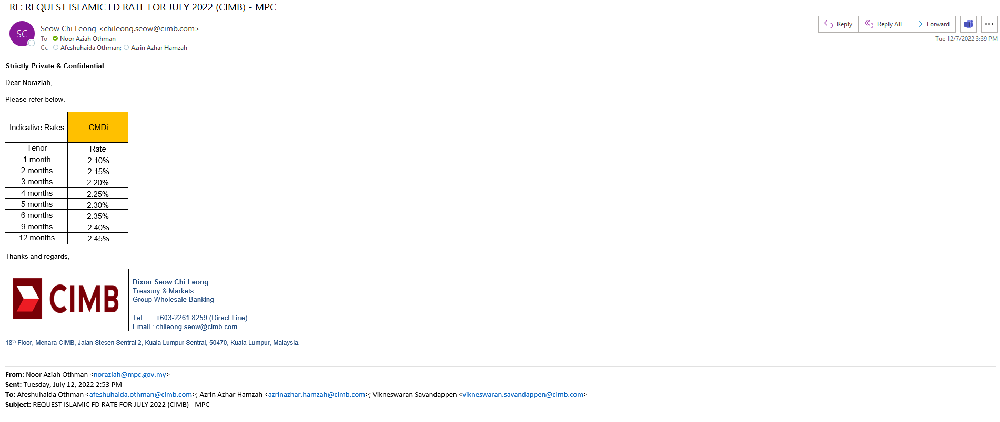 RE: REQUEST ISLAMIC FD RATE FOR JULY 2022 (CIMB) - MPC
SC
Seow Chi Leong <chileong.seow@cimb.com>
To Noor Aziah Othman
Cc Afeshuhaida Othman; Azrin Azhar Hamzah
Reply Reply All Forward
Tue 12/7/2022 3:39 PM
Strictly Private & Confidential
Dear Noraziah,
Please refer below.
Indicative Rates CMDi
Tenor Rate
1 month 2.10%
2 months 2.15%
3 months 2.20%
4 months 2.25%
5 months 2.30%
6 months 2.35%
9 months 2.40%
12 months 2.45%
Thanks and regards,
CIMB
Dixon Seow Chi Leong
Treasury & Markets
Group Wholesale Banking
Tel : +603-2261 8259 (Direct Line)
Email : chileong.seow@cimb.com
18th Floor, Menara CIMB, Jalan Stesen Sentral 2, Kuala Lumpur Sentral, 50470, Kuala Lumpur, Malaysia.
From: Noor Aziah Othman <noraziah@mpc.gov.my>
Sent: Tuesday, July 12, 2022 2:53 PM
To: Afeshuhaida Othman <afeshuhaida.othman@cimb.com>; Azrin Azhar Hamzah <azrinazhar.hamzah@cimb.com>; Vikneswaran Savandappen <vikneswaran.savandappen@cimb.com>
Subject: REQUEST ISLAMIC FD RATE FOR JULY 2022 (CIMB) - MPC